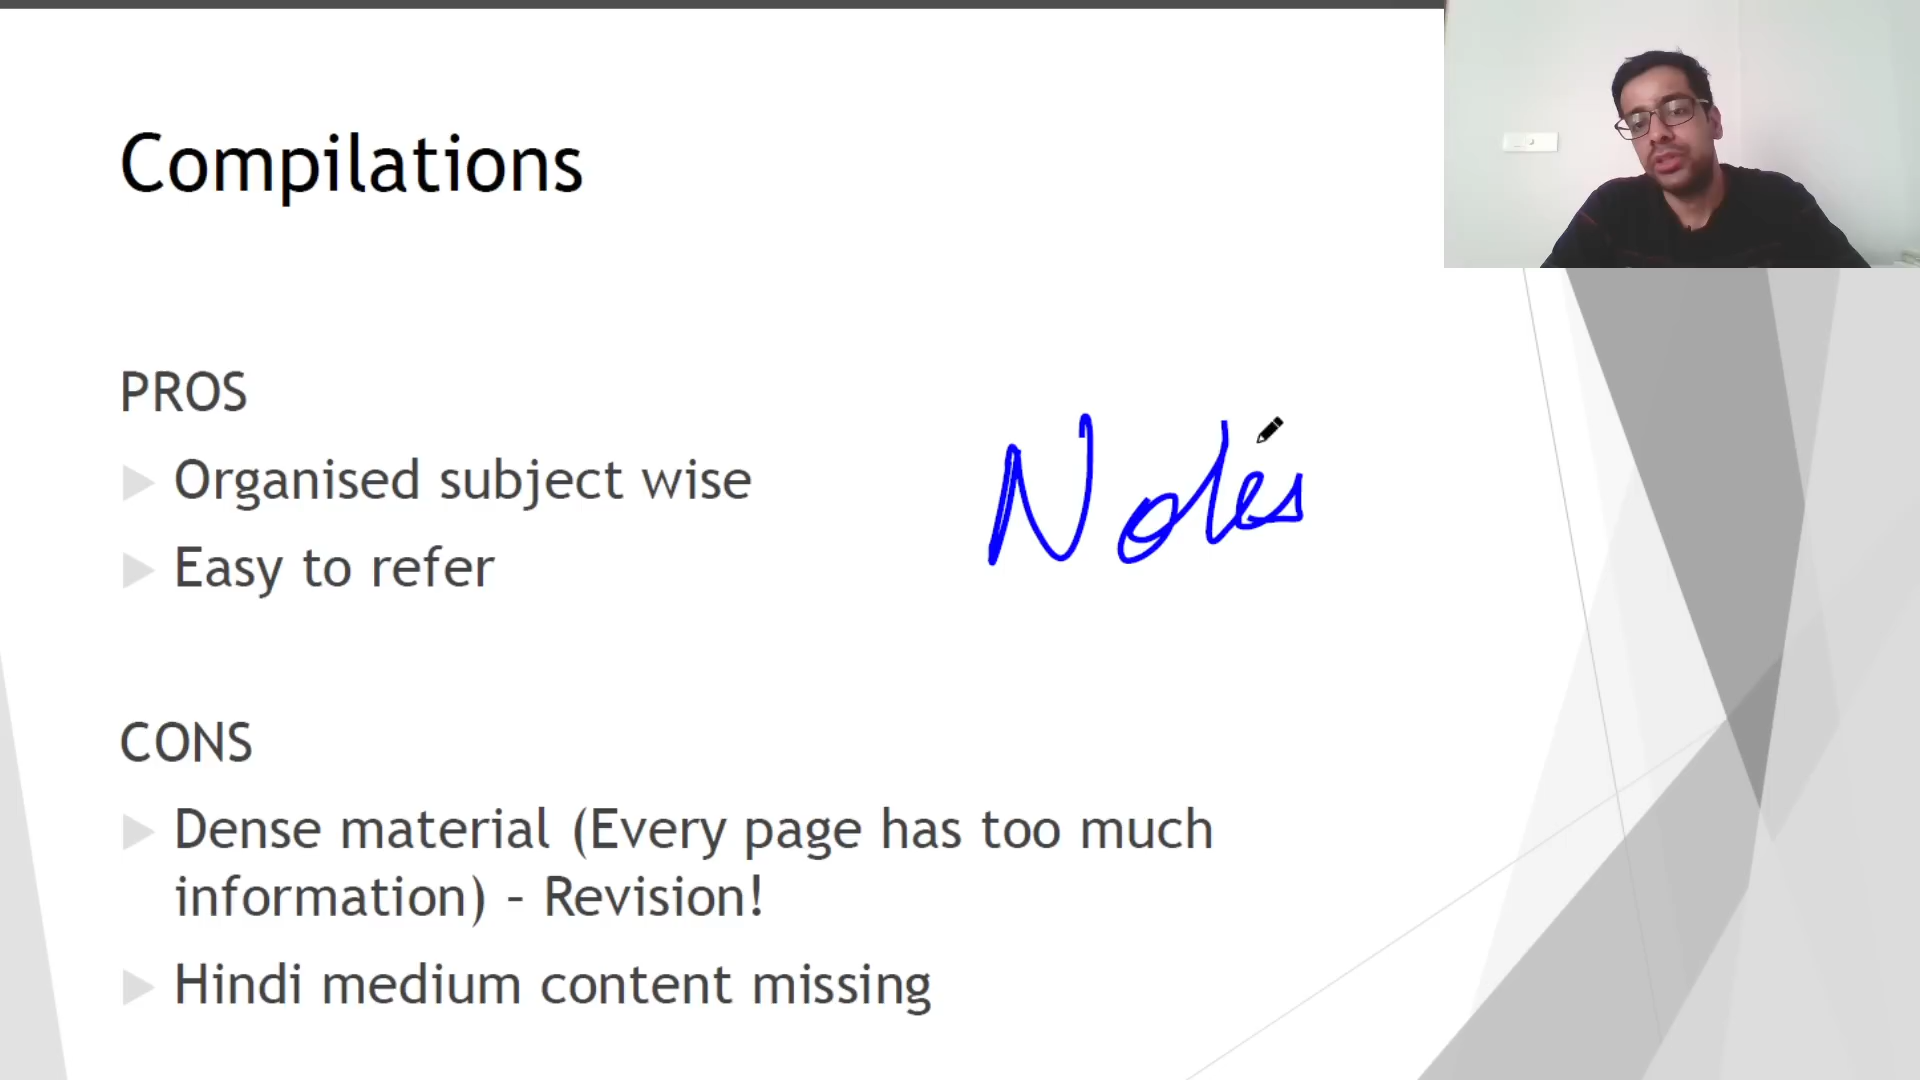 Compilations
PROS
Organised subject wise
Easy to refer
Notes
CONS
Dense material (Every page has too much
information) – Revision!
Hindi medium content missing